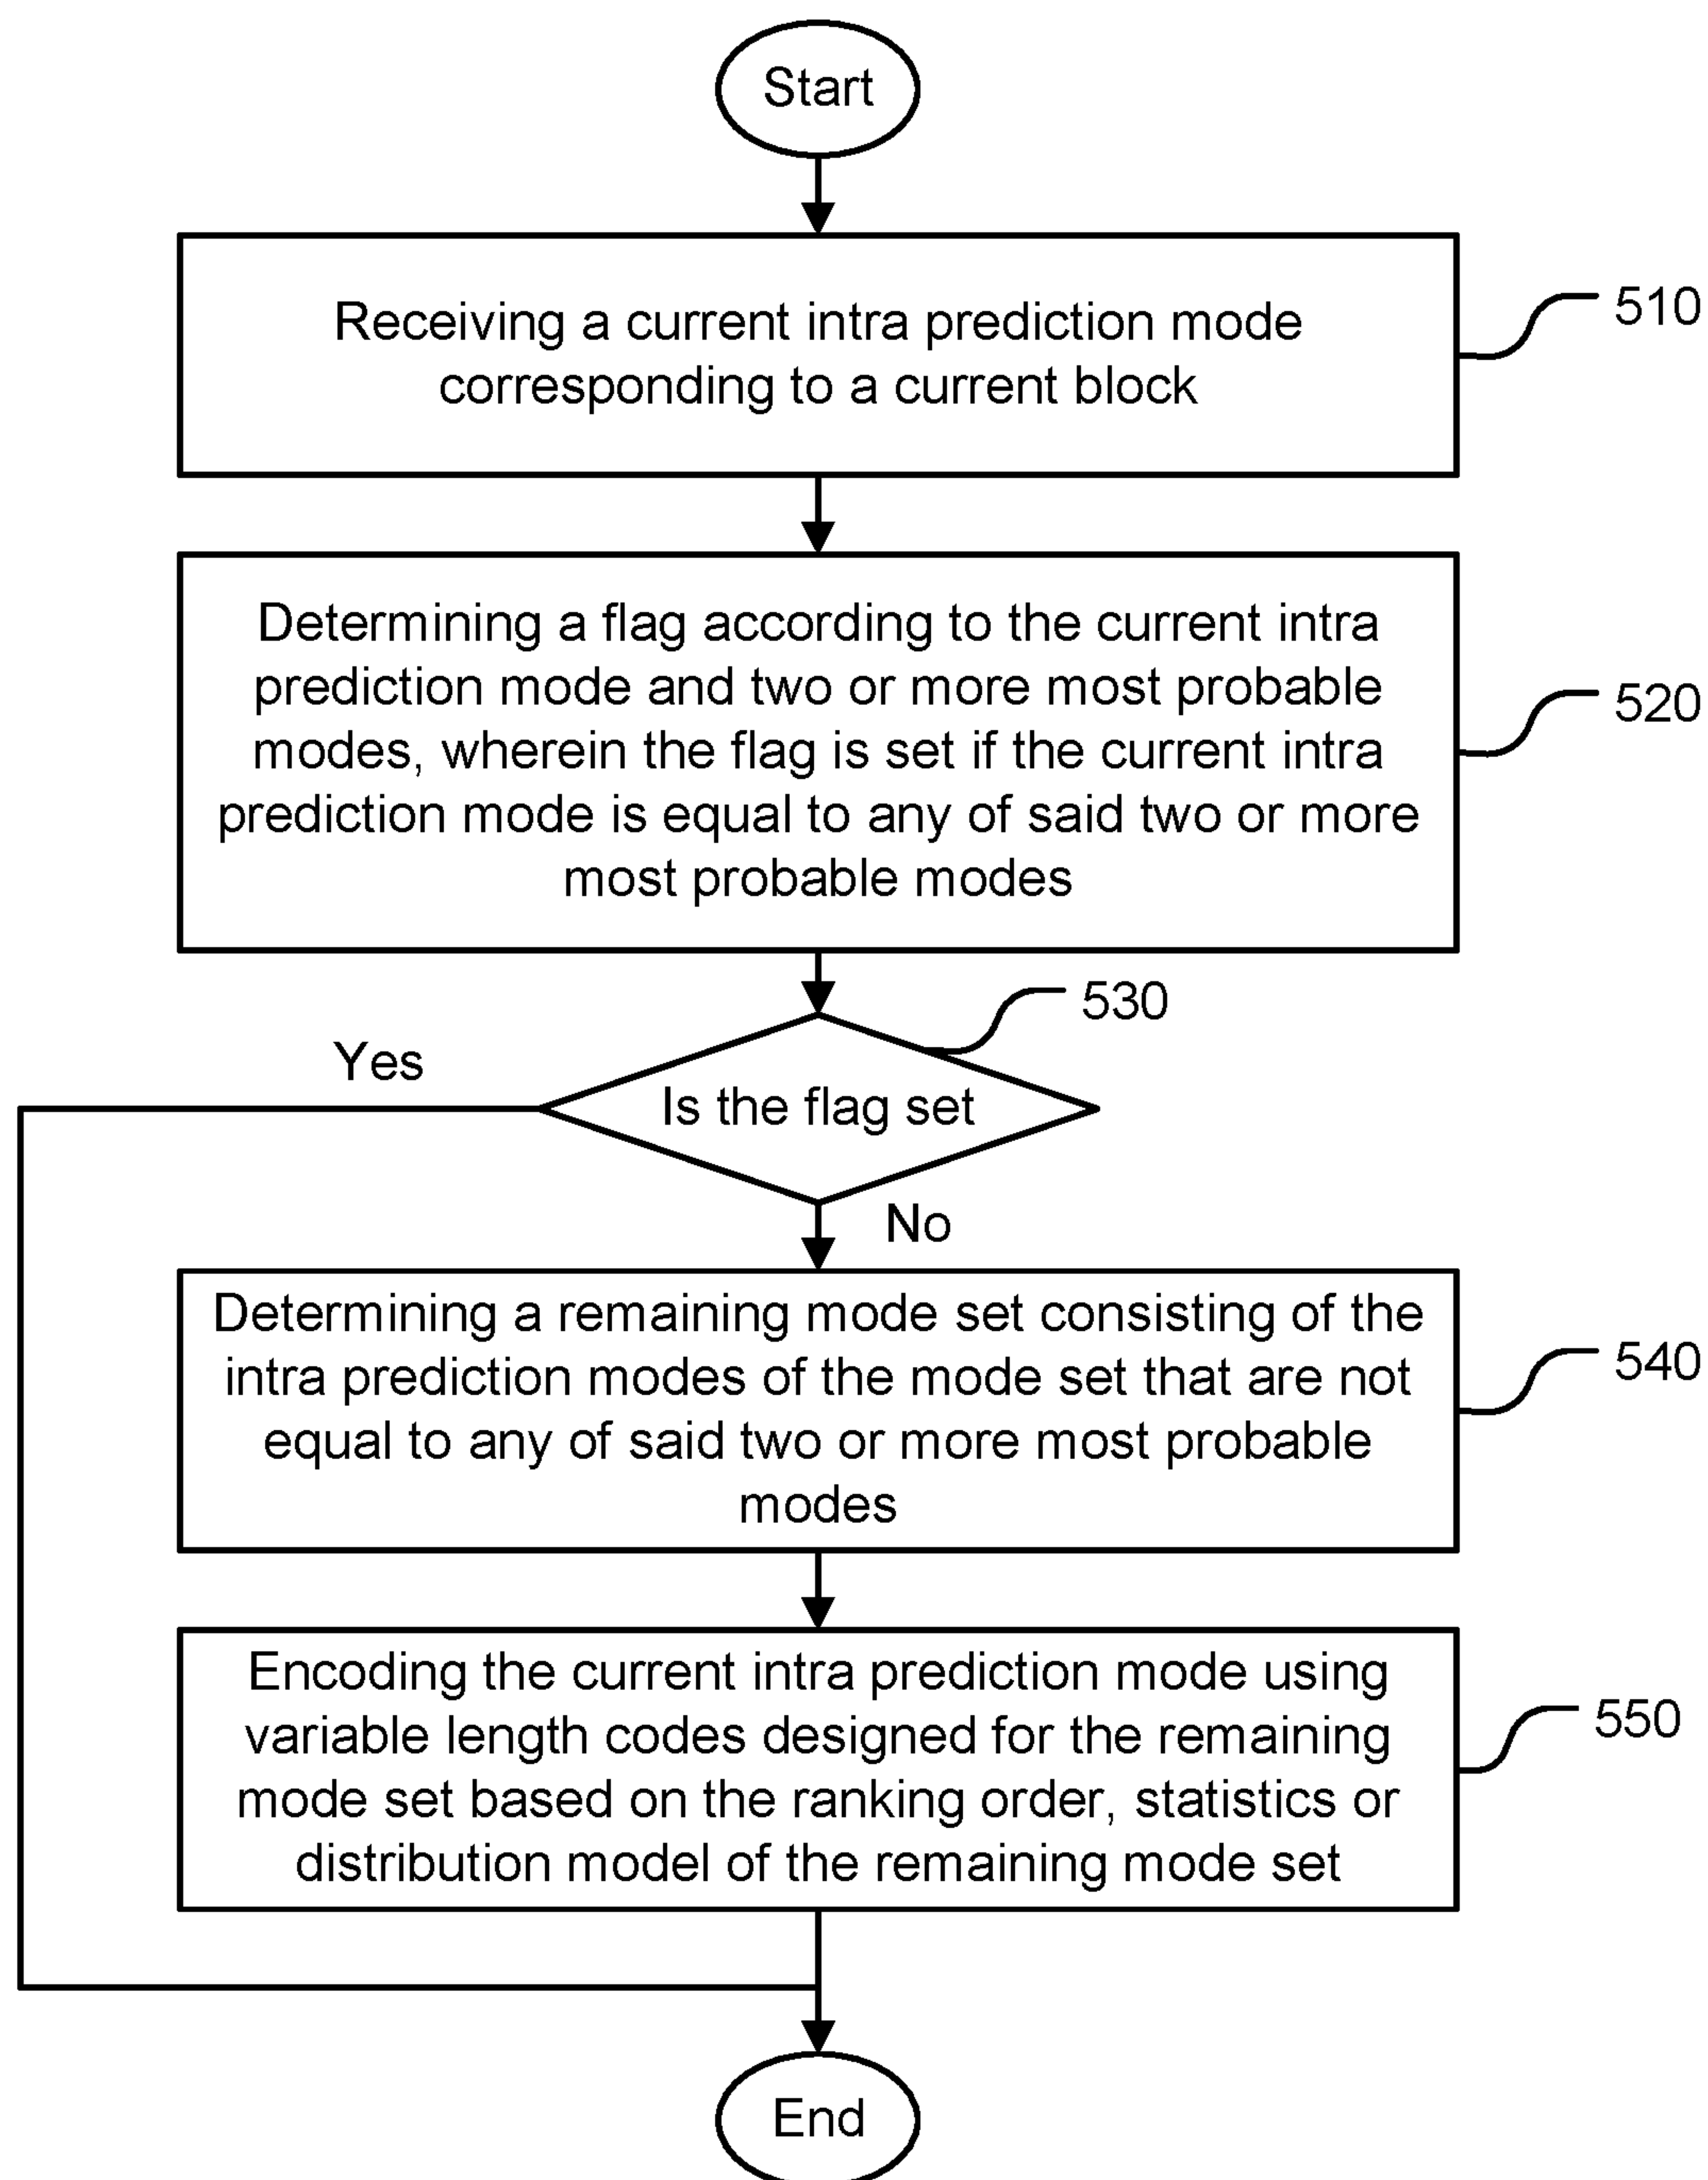 Start
Receiving a current intra prediction mode
corresponding to a current block
510
Determining a flag according to the current intra
prediction mode and two or more most probable
modes, wherein the flag is set if the current intra
prediction mode is equal to any of said two or more
most probable modes
520
530
Yes
Is the flag set
No
Determining a remaining mode set consisting of the
intra prediction modes of the mode set that are not
equal to any of said two or more most probable
modes
540
Encoding the current intra prediction mode using
variable length codes designed for the remaining
mode set based on the ranking order, statistics or
distribution model of the remaining mode set
550
End